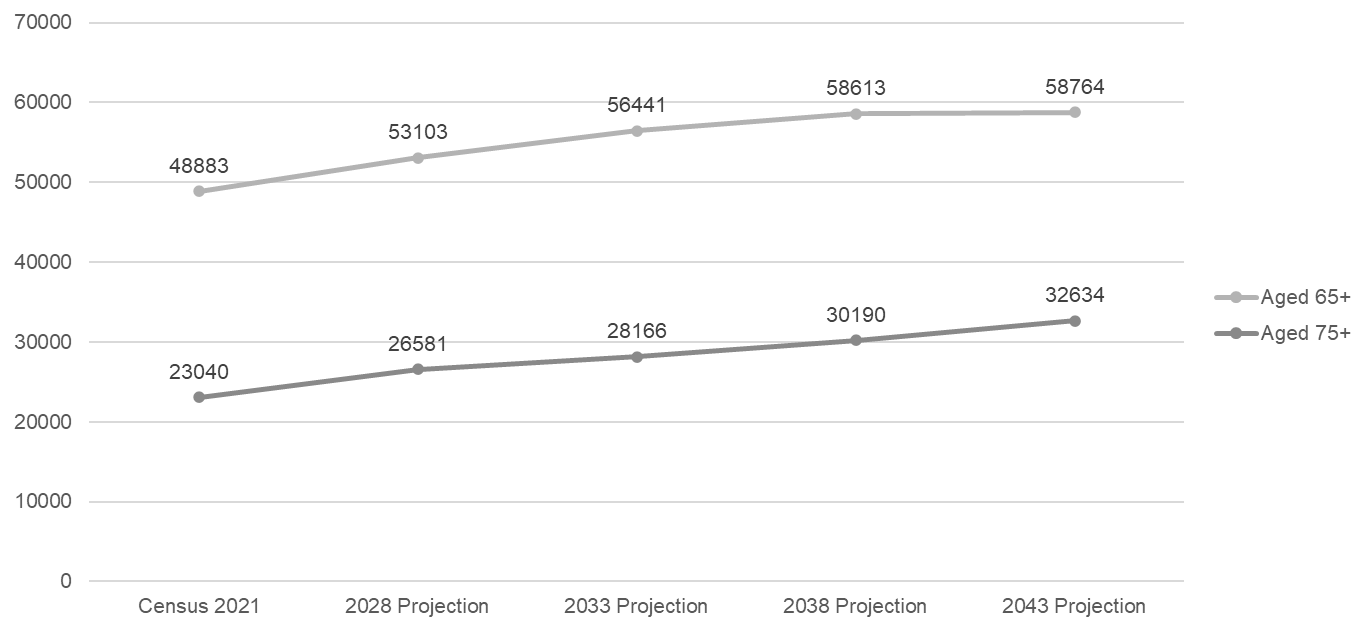 70000
60000
50000
40000
30000
20000
10000
0
48883
53103
56441
58613
58764
23040
26581
28166
30190
32634
Census 2021
2028 Projection
2033 Projection
2038 Projection
2043 Projection
Aged 65+
Aged 75+